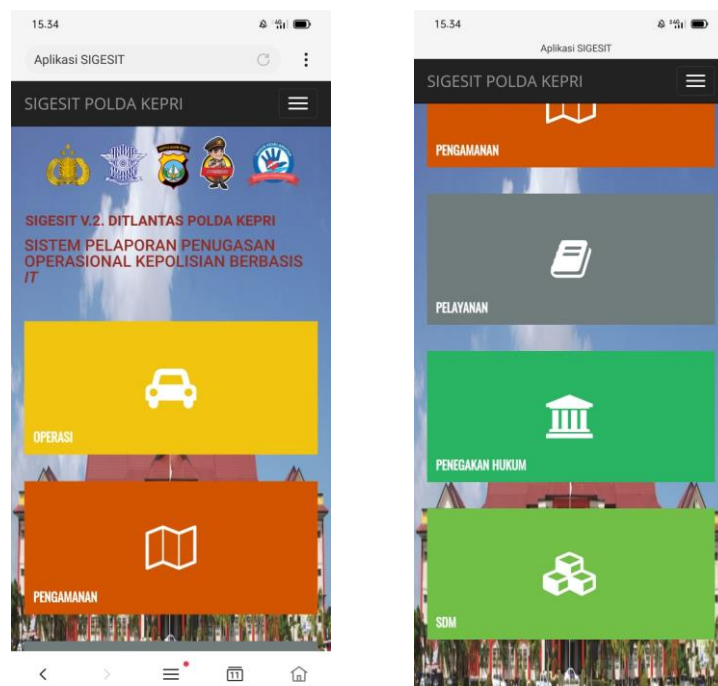 15.34
Aplikasi SIGESIT
SIGESIT POLDA KEPRI
SIGESIT V.2. DITLANTAS POLDA KEPRI
SISTEM PELAPORAN PENUGASAN
OPERASIONAL KEPOLISIAN BERBASIS
IT
OPERASI
PENGAMANAN
11
15.34
Aplikasi SIGESIT
SIGESIT POLDA KEPRI
PENGAMANAN
PELAYANAN
PENEGAKAN HUKUM
SDM